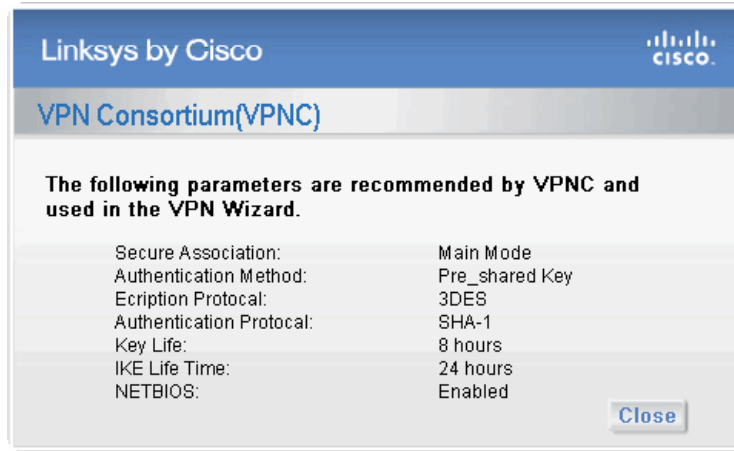 Linksys by Cisco
CISCO.
VPN Consortium(VPNC)
The following parameters are recommended by VPNC and
used in the VPN Wizard.
Secure Association: Main Mode
Authentication Method: Pre_shared Key
Ecription Protocal: 3DES
Authentication Protocal: SHA-1
Key Life: 8 hours
IKE Life Time: 24 hours
NETBIOS: Enabled
Close